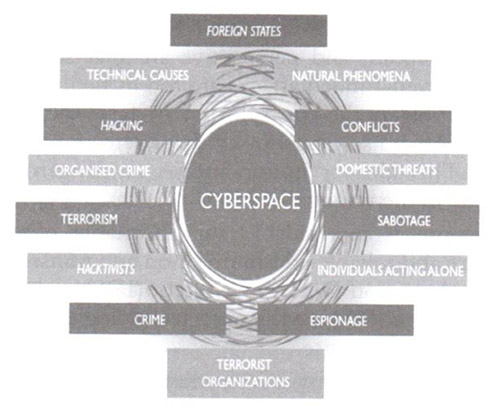 FOREIGN STATES
TECHNICAL CAUSES
NATURAL PHENOMENA
HACKING
CONFLICTS
ORGANISED CRIME
DOMESTIC THREATS
CYBERSPACE
TERRORISM
SABOTAGE
HACKTIVISTS
INDIVIDUALS ACTING ALONE
CRIME
ESPIONAGE
TERRORIST
ORGANIZATIONS